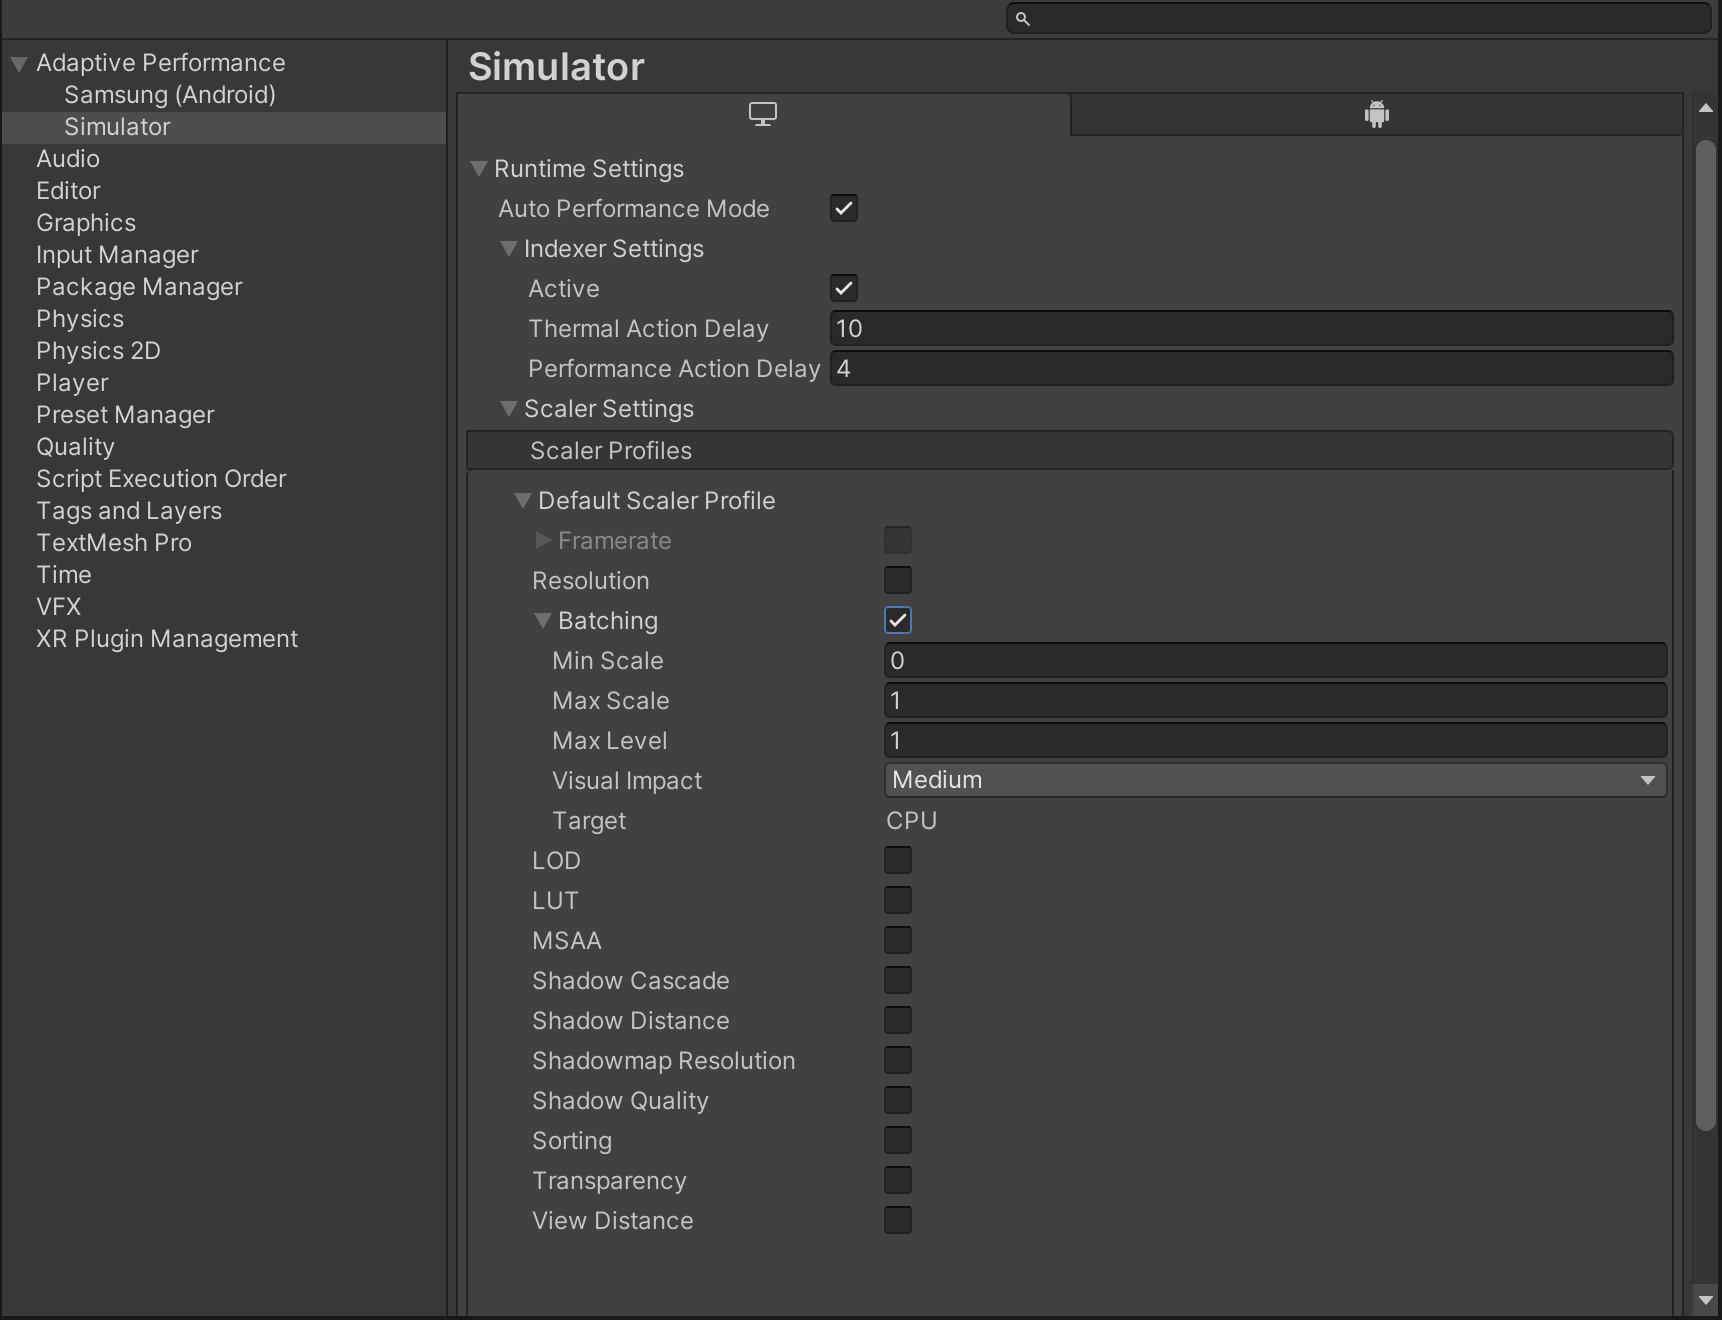 Adaptive Performance
Samsung (Android)
Simulator
Audio
Editor
Graphics
Input Manager
Package Manager
Physics
Physics 2D
Player
Preset Manager
Quality
Script Execution Order
Tags and Layers
TextMesh Pro
Time
VFX
XR Plugin Management
Simulator
Runtime Settings
Auto Performance Mode
Indexer Settings
Active
Thermal Action Delay 10
Performance Action Delay 4
Scaler Settings
Scaler Profiles
Default Scaler Profile
Framerate
Resolution
Batching
Min Scale 0
Max Scale 1
Max Level 1
Visual Impact Medium
Target CPU
LOD
LUT
MSAA
Shadow Cascade
Shadow Distance
Shadowmap Resolution
Shadow Quality
Sorting
Transparency
View Distance